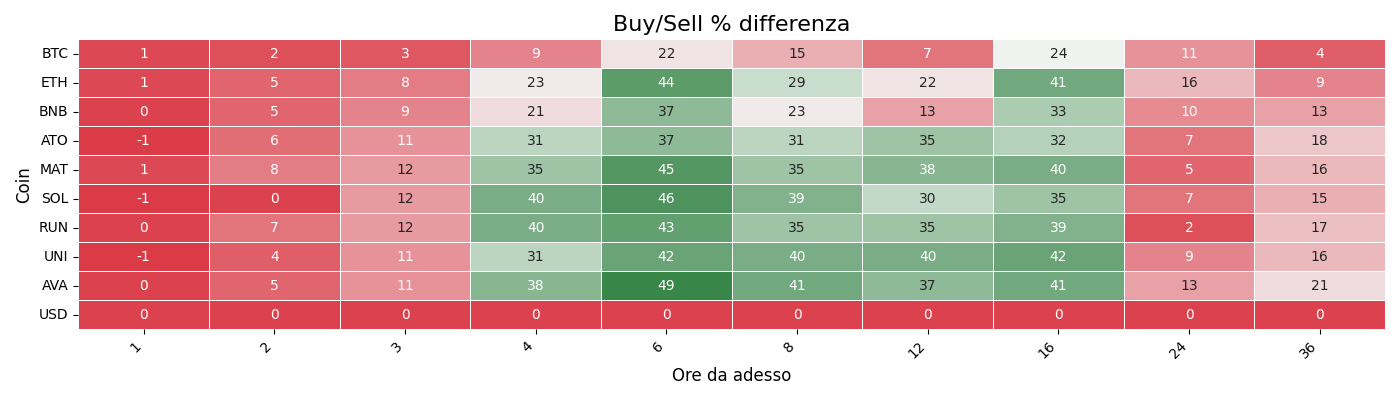 Buy/Sell % differenza
Coin
BTC 1 2 3 9 22 15 7 24 11 4
ETH 1 5 8 23 44 29 22 41 16 9
BNB 0 5 9 21 37 23 13 33 10 13
ATO -1 6 11 31 37 31 35 32 7 18
MAT 1 8 12 35 45 35 38 40 5 16
SOL -1 0 12 40 46 39 30 35 7 15
RUN 0 7 12 40 43 35 35 39 2 17
UNI -1 4 11 31 42 40 40 42 9 16
AVA 0 5 11 38 49 41 37 41 13 21
USD 0 0 0 0 0 0 0 0 0 0
1 2 3 4 6 8 12 16 24 36
Ore da adesso